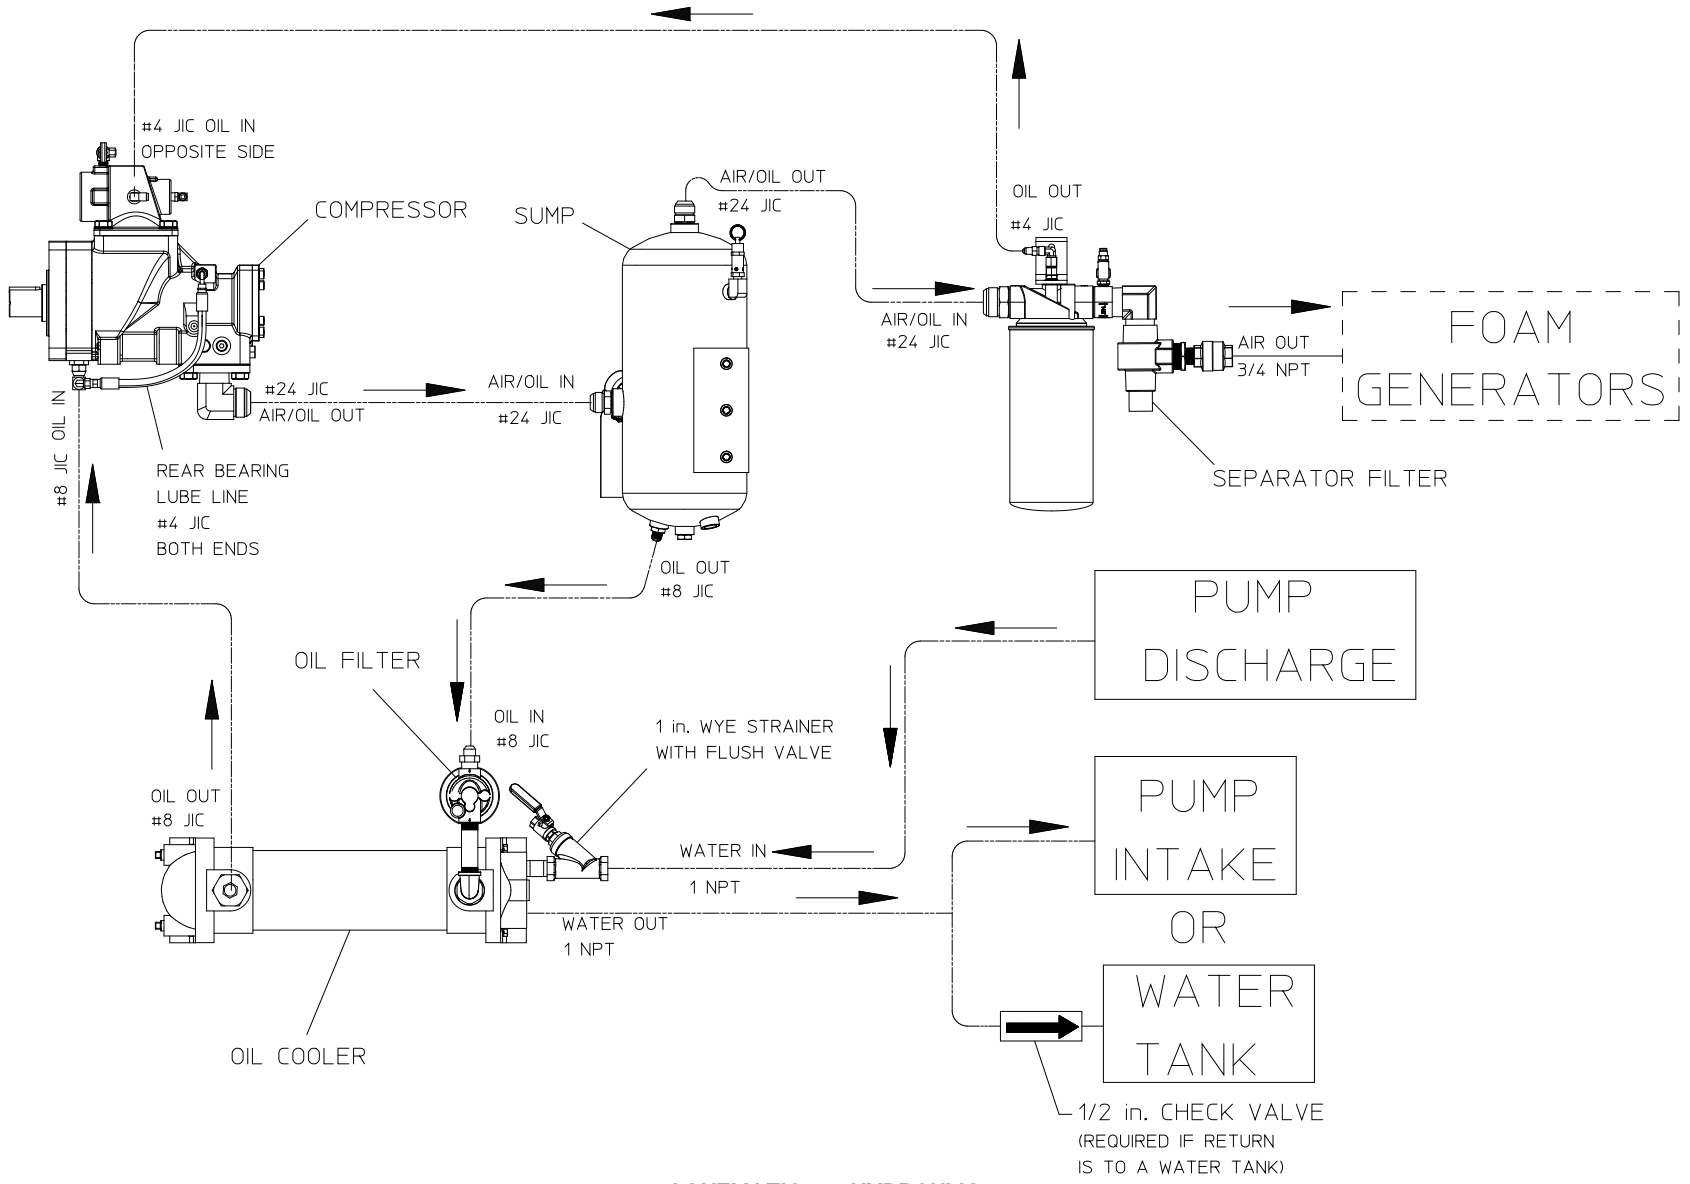 #4 JIC OIL IN
OPPOSITE SIDE
COMPRESSOR
SUMP
AIR/OIL OUT
#24 JIC
OIL OUT
#4 JIC
AIR/OIL IN
#24 JIC
AIR OUT
3/4 NPT
FOAM
GENERATORS
#24 JIC
AIR/OIL OUT
AIR/OIL IN
#24 JIC
#8 JIC OIL IN
REAR BEARING
LUBE LINE
#4 JIC
BOTH ENDS
SEPARATOR FILTER
OIL OUT
#8 JIC
PUMP
DISCHARGE
OIL FILTER
OIL IN
#8 JIC
1 in. WYE STRAINER
WITH FLUSH VALVE
OIL OUT
#8 JIC
WATER IN
1 NPT
PUMP
INTAKE
OR
WATER OUT
1 NPT
WATER
TANK
OIL COOLER
1/2 in. CHECK VALVE
(REQUIRED IF RETURN
IS TO A WATER TANK)